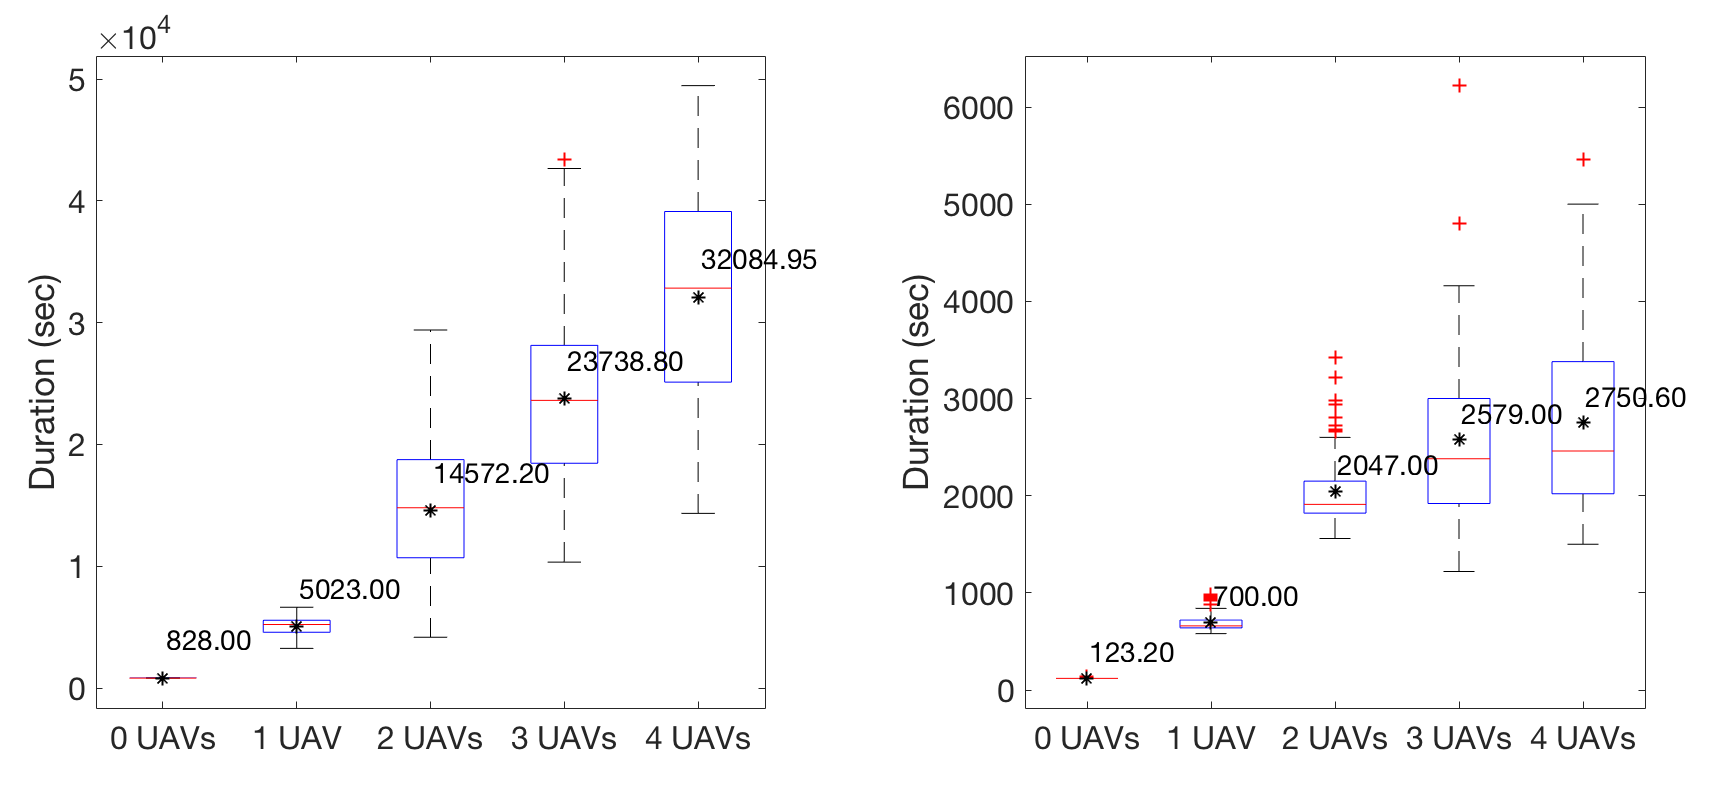 ×10^4
Duration (sec)
5
4
3
2
1
0
828.00
5023.00
14572.20
23738.80
32084.95
0 UAVs
1 UAV
2 UAVs
3 UAVs
4 UAVs
Duration (sec)
6000
5000
4000
3000
2000
1000
0
123.20
700.00
2047.00
2579.00
2750.60
0 UAVs
1 UAV
2 UAVs
3 UAVs
4 UAVs